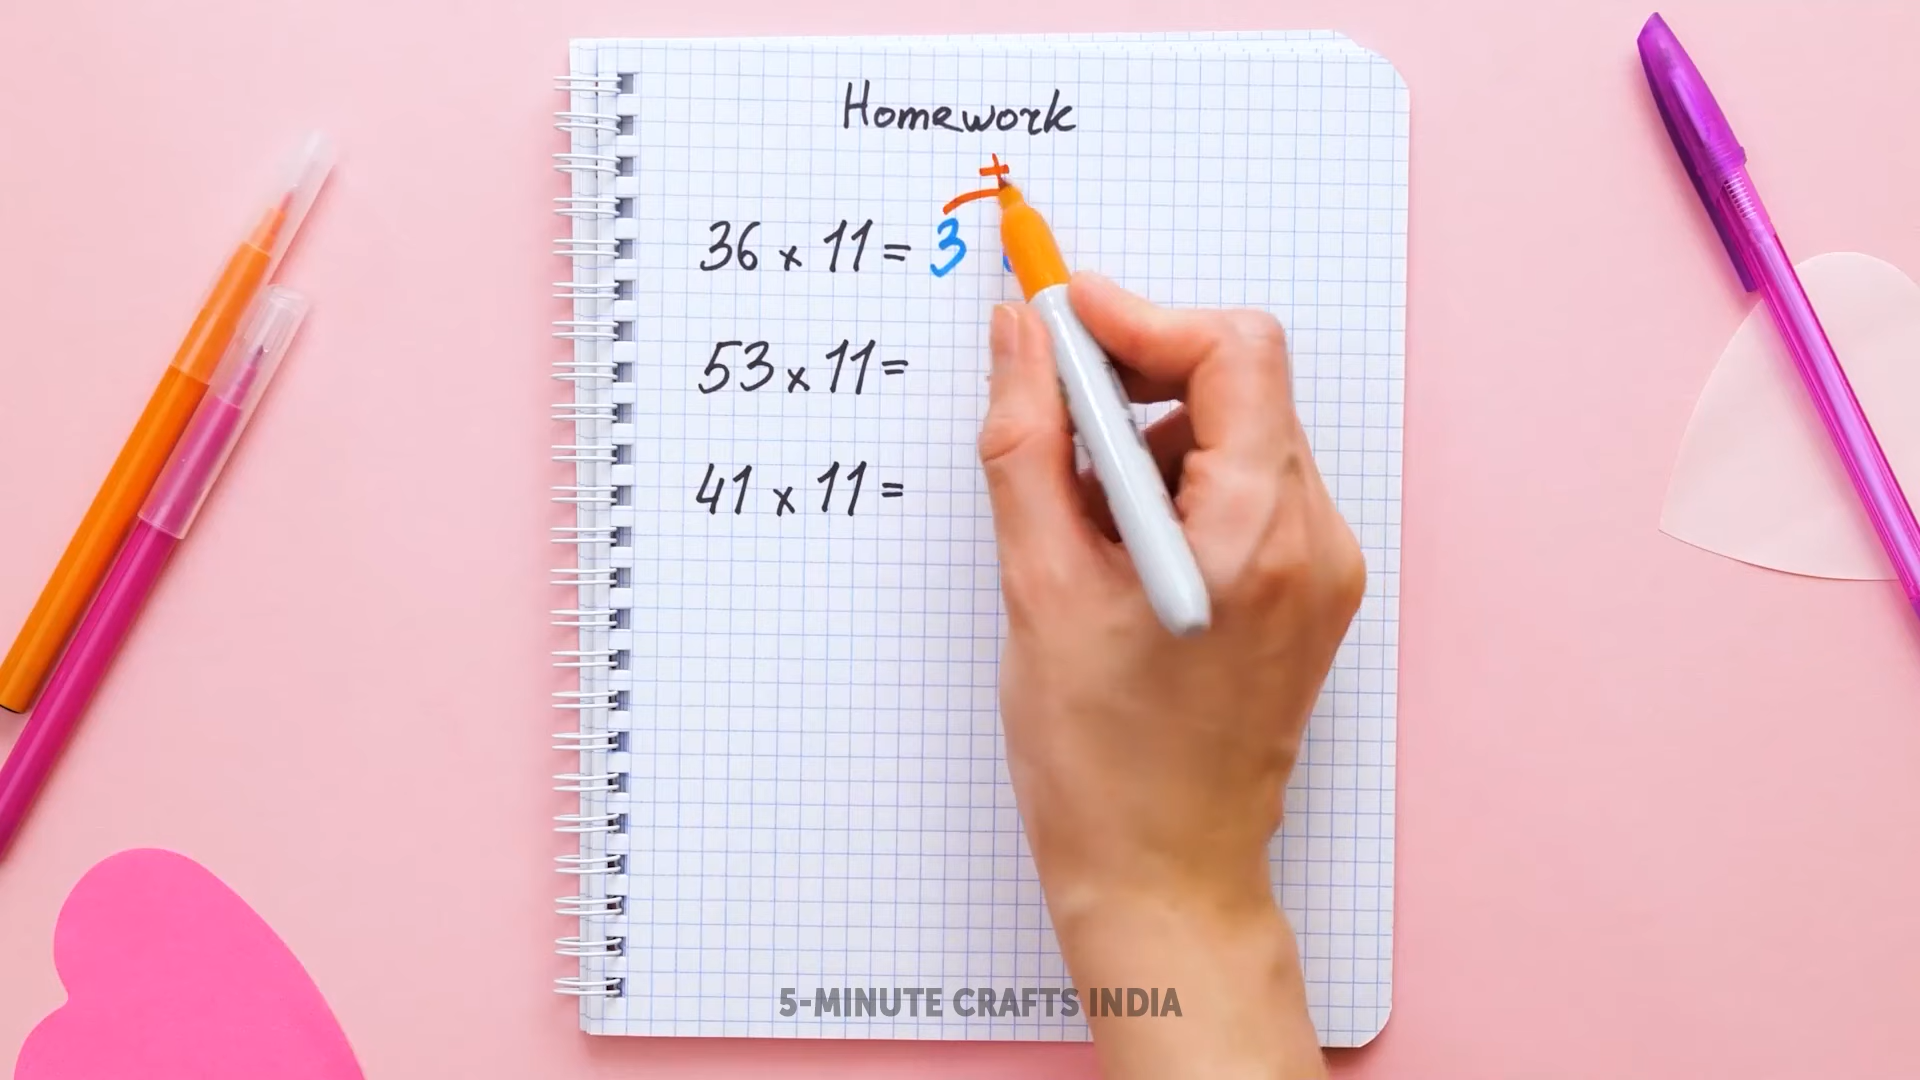 Homework
+
36 x 11 = 3
53 x 11 =
41 x 11 =
5-MINUTE CRAFTS INDIA